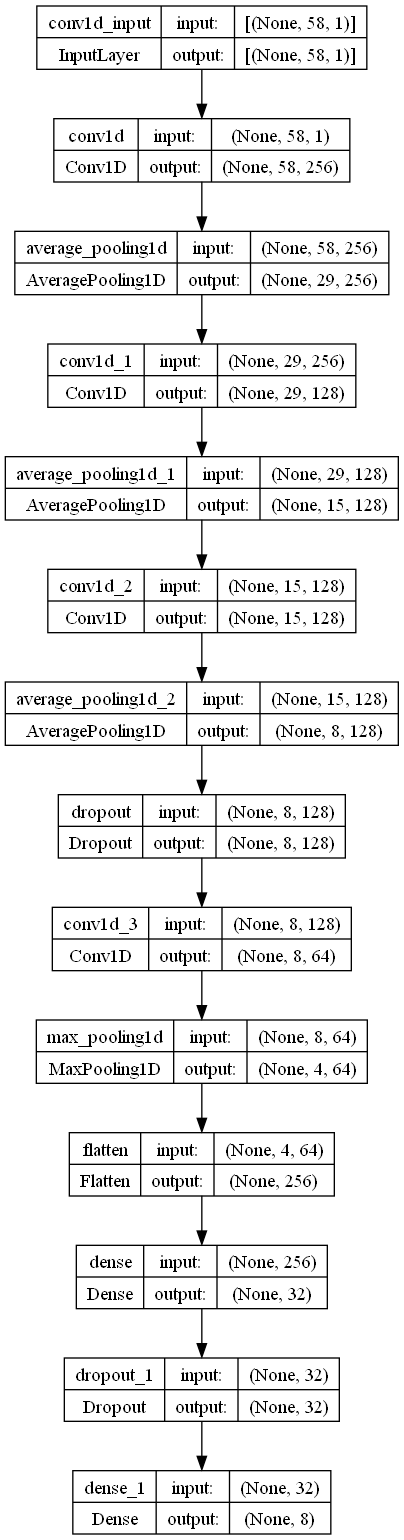 conv1d_input input: [(None, 58, 1)]
InputLayer output: [(None, 58, 1)]
conv1d input: (None, 58, 1)
Conv1D output: (None, 58, 256)
average_pooling1d input: (None, 58, 256)
AveragePooling1D output: (None, 29, 256)
conv1d_1 input: (None, 29, 256)
Conv1D output: (None, 29, 128)
average_pooling1d_1 input: (None, 29, 128)
AveragePooling1D output: (None, 15, 128)
conv1d_2 input: (None, 15, 128)
Conv1D output: (None, 15, 128)
average_pooling1d_2 input: (None, 15, 128)
AveragePooling1D output: (None, 8, 128)
dropout input: (None, 8, 128)
Dropout output: (None, 8, 128)
conv1d_3 input: (None, 8, 128)
Conv1D output: (None, 8, 64)
max_pooling1d input: (None, 8, 64)
MaxPooling1D output: (None, 4, 64)
flatten input: (None, 4, 64)
Flatten output: (None, 256)
dense input: (None, 256)
Dense output: (None, 32)
dropout_1 input: (None, 32)
Dropout output: (None, 32)
dense_1 input: (None, 32)
Dense output: (None, 8)